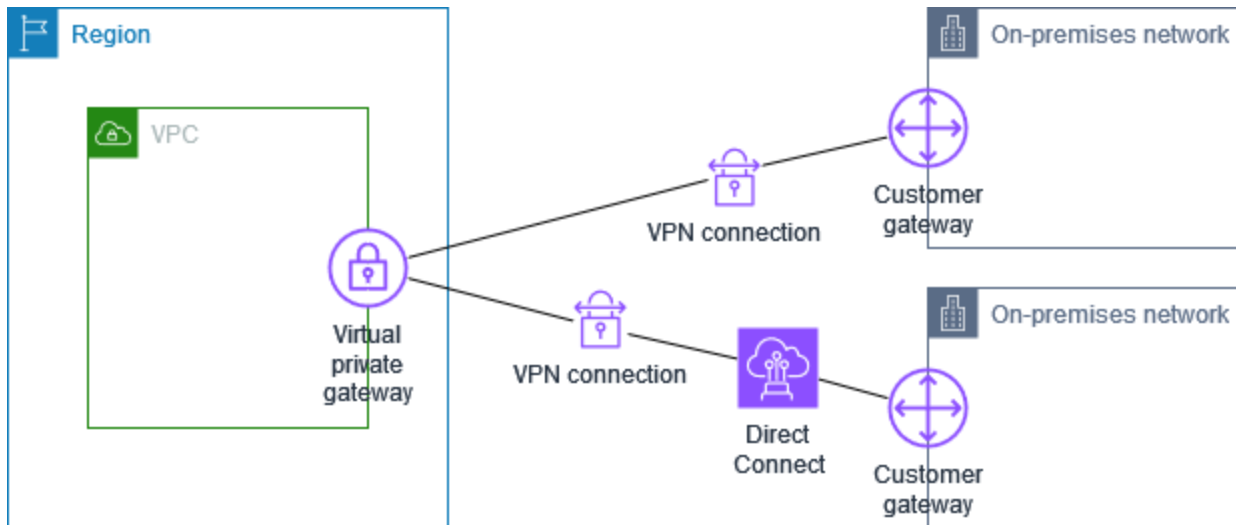 Region
On-premises network
VPC
Customer
gateway
VPN connection
Virtual
private
gateway
On-premises network
VPN connection
Direct
Connect
Customer
gateway